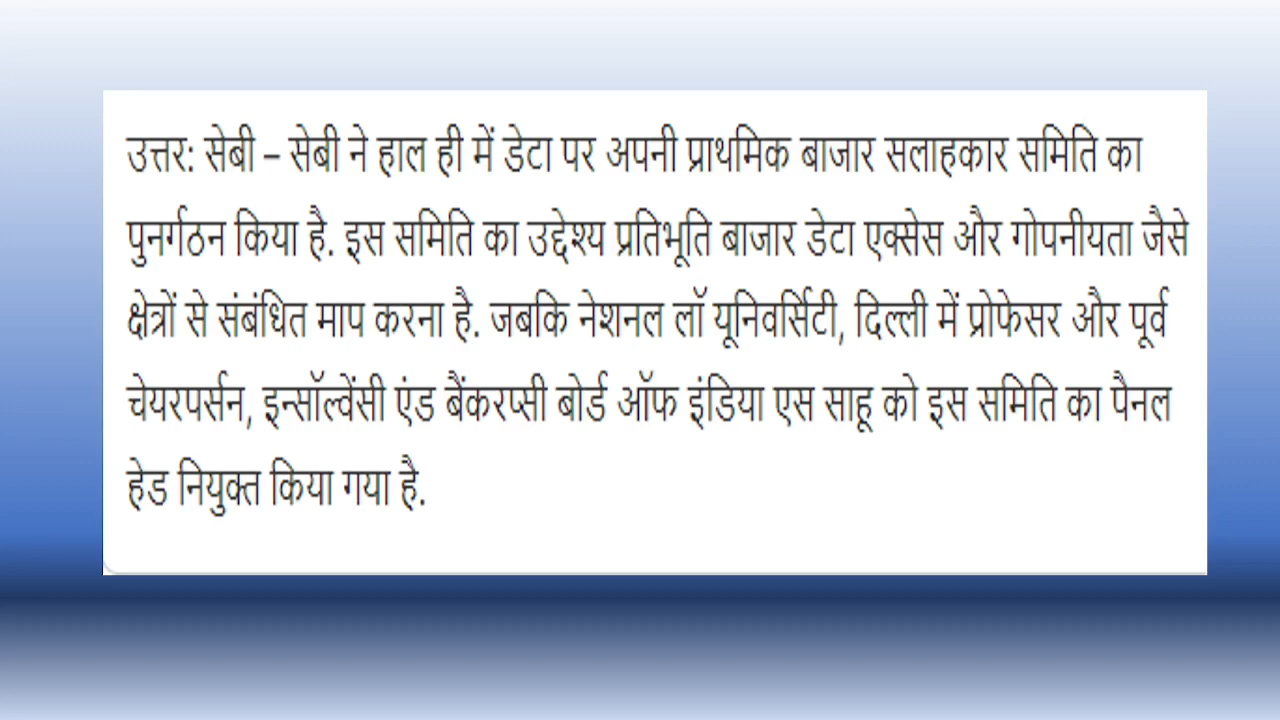 उत्तर: सेबी – सेबी ने हाल ही में डेटा पर अपनी प्राथमिक बाजार सलाहकार समिति का
पुनर्गठन किया है. इस समिति का उद्देश्य प्रतिभूति बाजार डेटा एक्सेस और गोपनीयता जैसे
क्षेत्रों से संबंधित माप करना है. जबकि नेशनल लॉ यूनिवर्सिटी, दिल्ली में प्रोफेसर और पूर्व
चेयरपर्सन, इन्सॉल्वेंसी एंड बैंकरप्सी बोर्ड ऑफ इंडिया एस साहू को इस समिति का पैनल
हेड नियुक्त किया गया है.